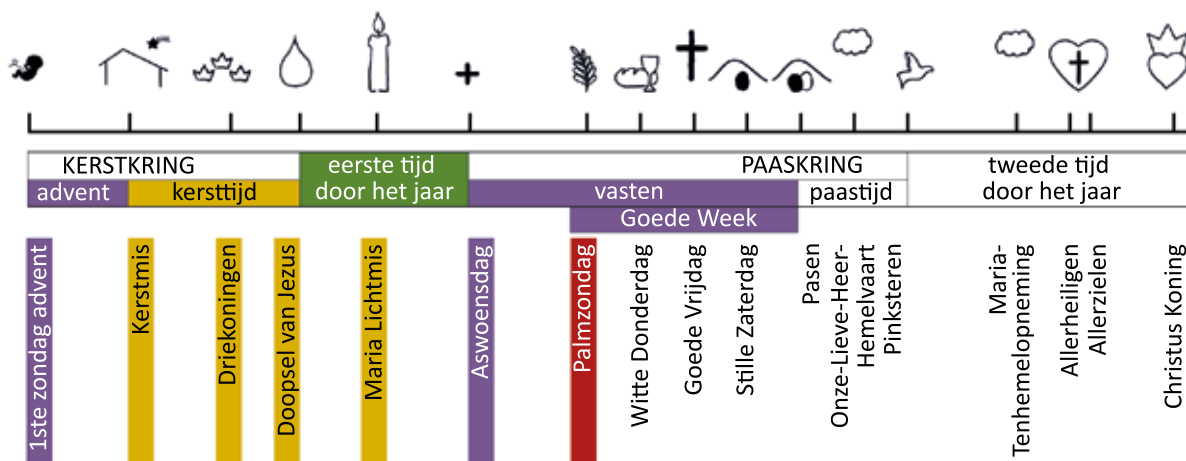 KERSTKRING
eerste tijd
door het jaar
PAASKRING
tweede tijd
door het jaar
advent
kersttijd
vasten
paastijd
Goede Week
1ste zondag advent
Kerstmis
Driekoningen
Doopsel van Jezus
Maria Lichtmis
Aswoensdag
Palmzondag
Witte Donderdag
Goede Vrijdag
Stille Zaterdag
Pasen
Onze-Lieve-Heer-
Hemelvaart
Pinksteren
Maria-
Tenhemelopneming
Allerheiligen
Allerzielen
Christus Koning